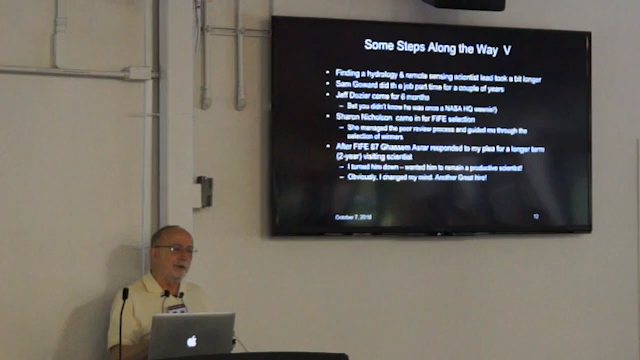 Some Steps Along the Way V
Finding a hydrology & remote sensing scientist lead took a bit longer
Sam Goward did the job part time for a couple of years
Jeff Dozier came for 6 months
But you didn't know he was once a NASA HQ weenie!)
Sharon Nicholson came in for FIFE
selection
She managed the peer review process and guided me through the
selection of winners
After FIFE 87 Ghassem Asrar responded to my plea for a longer term
(2-year) visiting scientist
I turned him down – wanted him to remain a productive scientist!
Obviously, I changed my mind. Another Great hire!
October 7, 2018
12